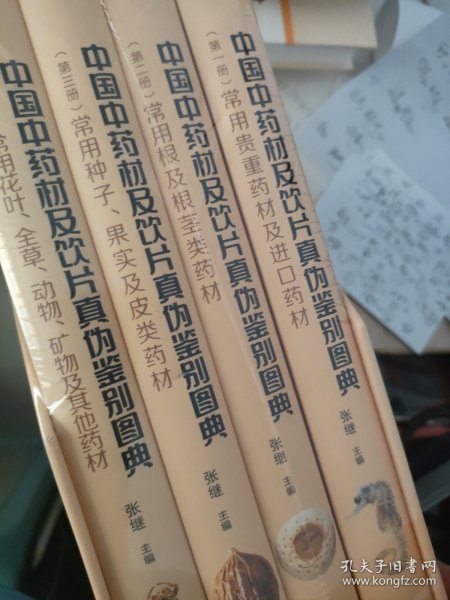 中国中药材及饮片真伪鉴别图典
（第一册）常用贵重药材及进口药材
张继 主编
中国中药材及饮片真伪鉴别图典
（第二册）常用根及根茎类药材
张继 主编
中国中药材及饮片真伪鉴别图典
（第三册）常用种子、果实及皮类药材
张继 主编
中国中药材及饮片真伪鉴别图典
常用花叶、全草、动物、矿物及其他药材
张继 主编
孔夫子旧书网
www.kongfz.com